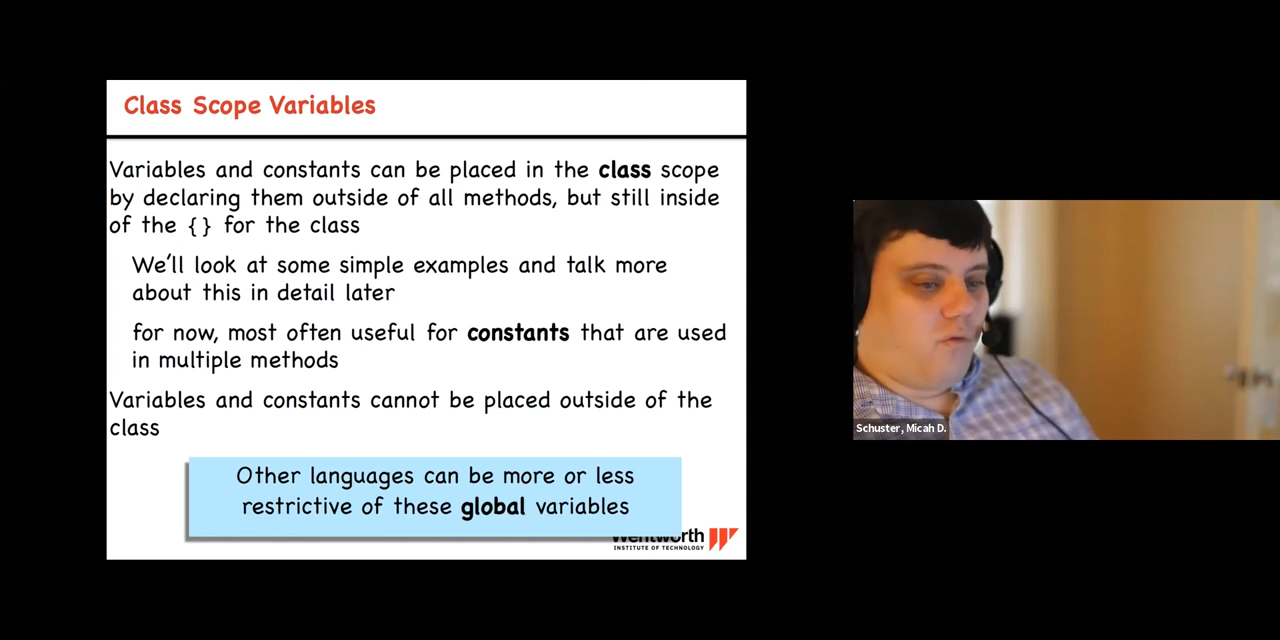 Class Scope Variables
Variables and constants can be placed in the class scope
by declaring them outside of all methods, but still inside
of the {} for the class
We'll look at some simple examples and talk more
about this in detail later
for now, most often useful for constants that are used
in multiple methods
Variables and constants cannot be placed outside of the
class
Other languages can be more or less
restrictive of these global variables
Wentworth
INSTITUTE OF TECHNOLOGY
Schuster, Micah D.